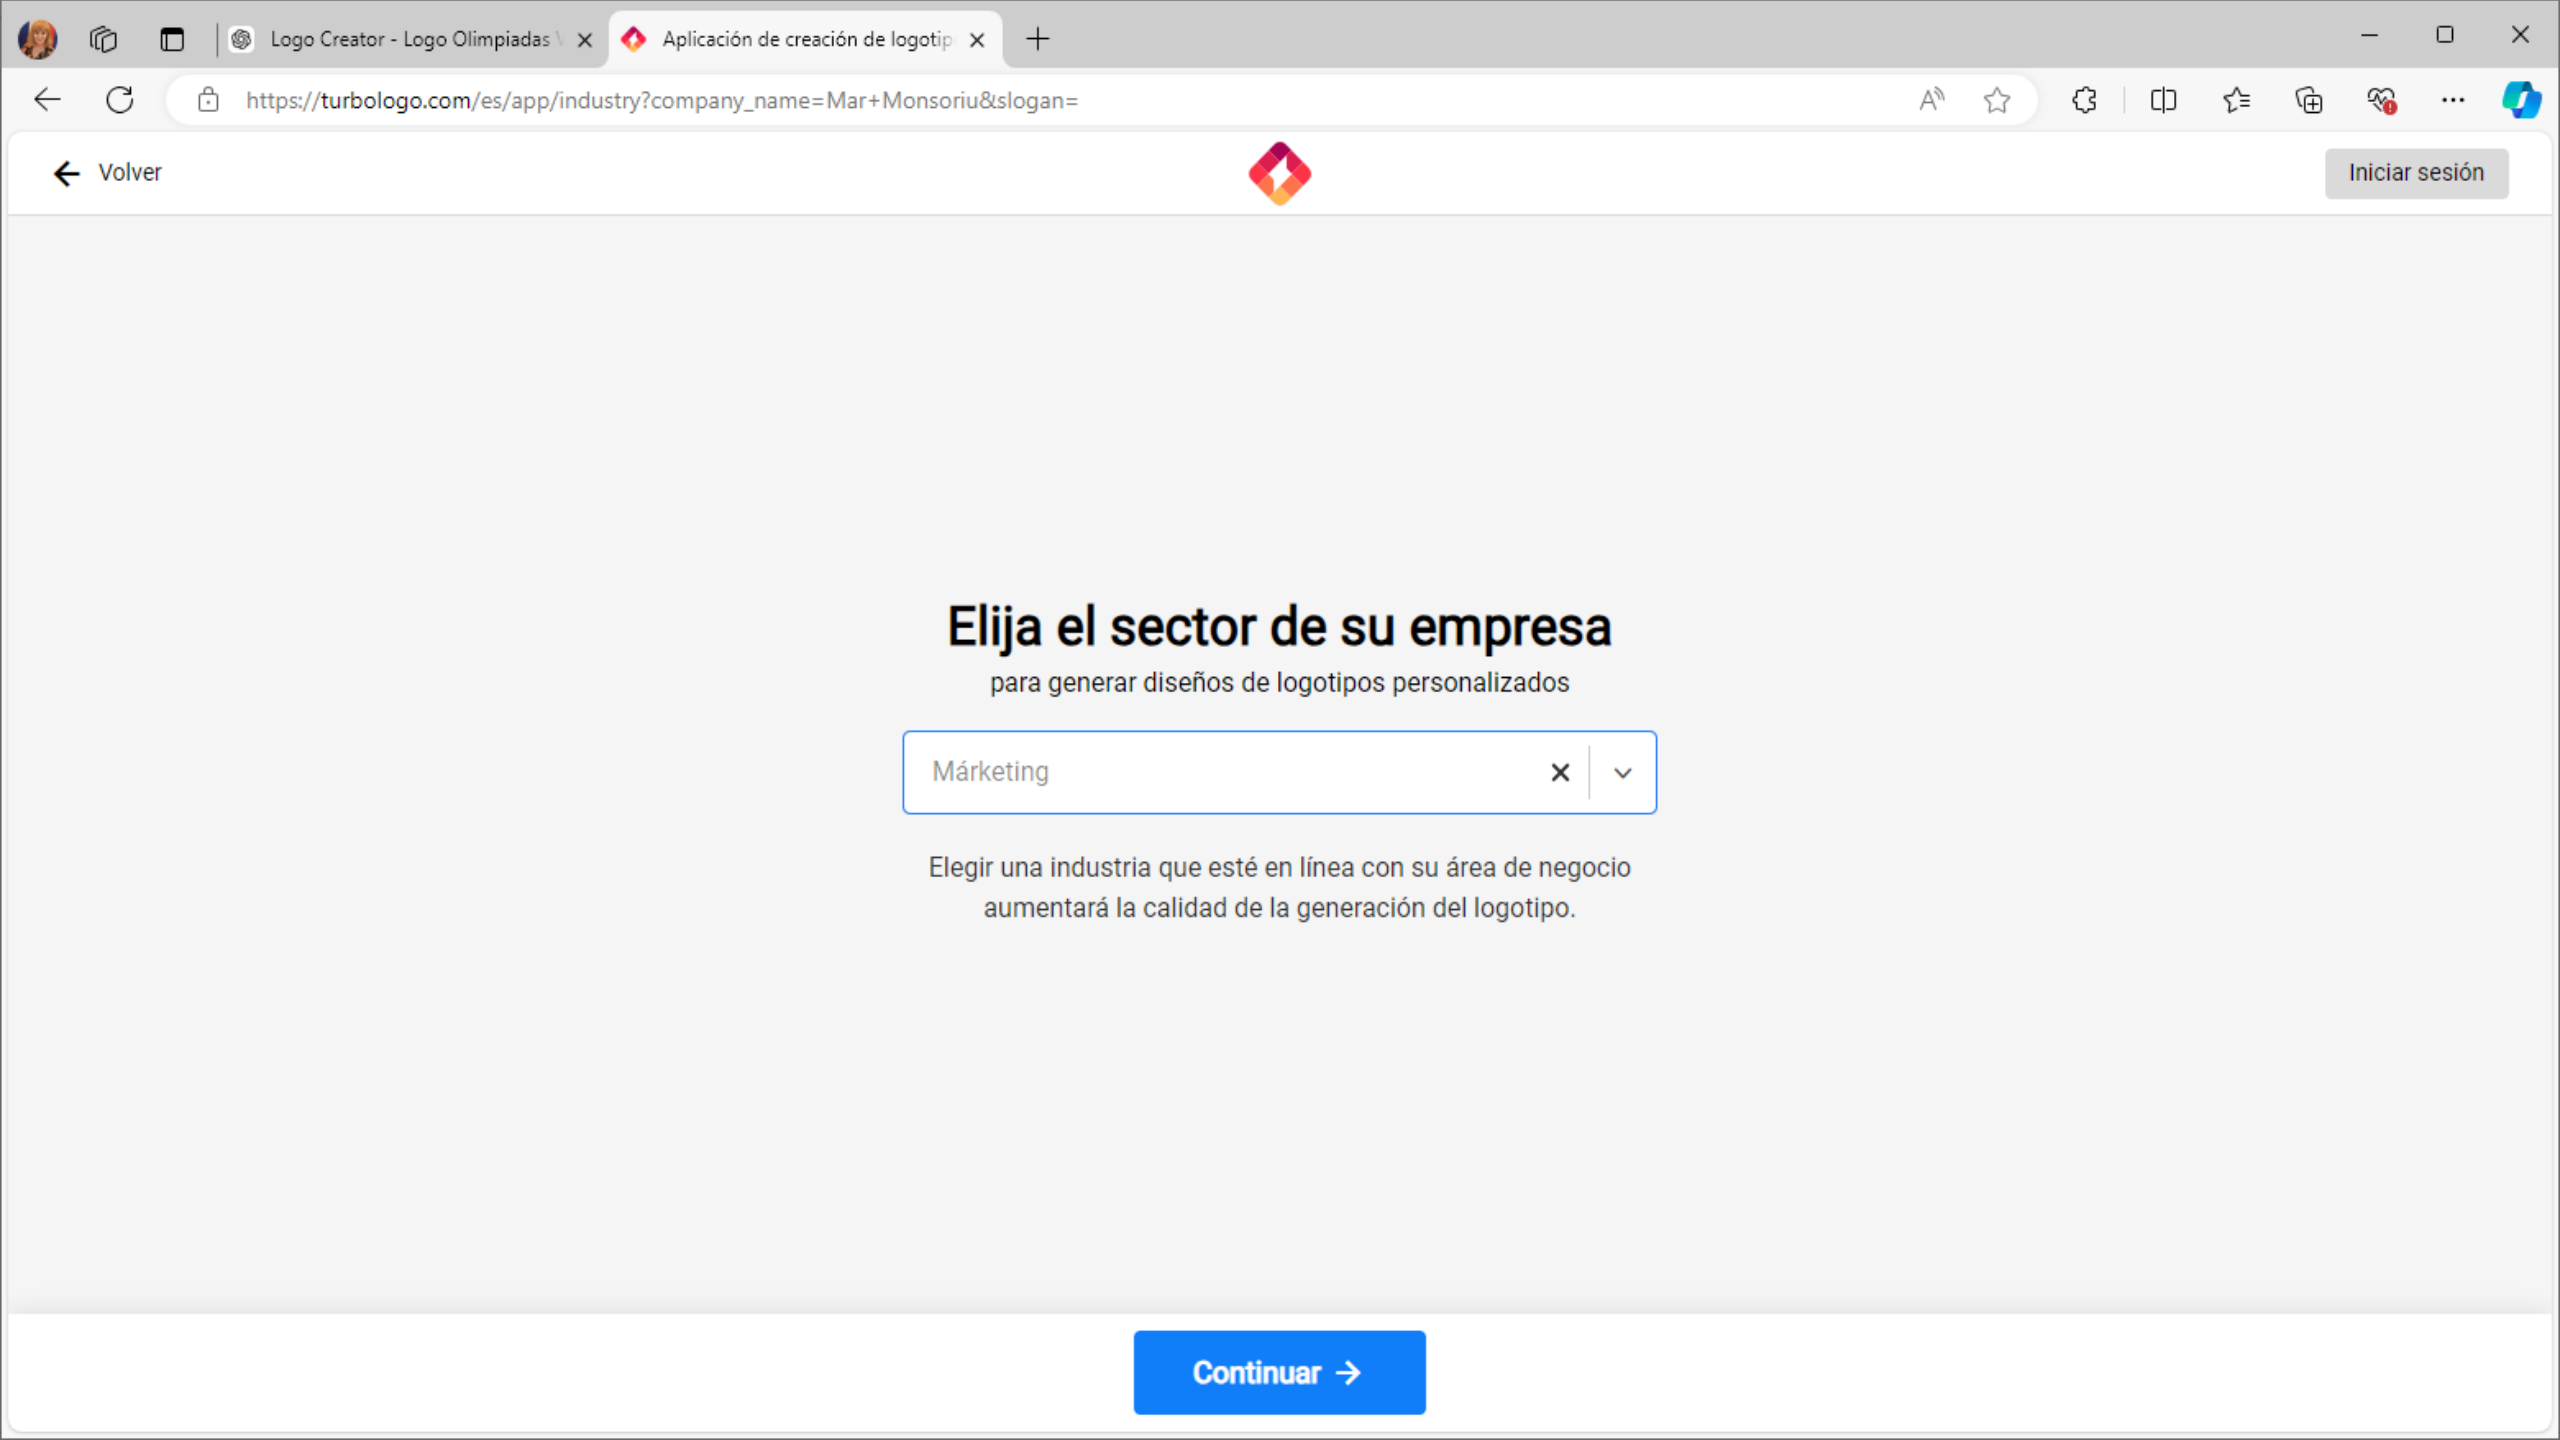 Logo Creator - Logo Olimpiadas
Aplicación de creación de logotip
https://turbologo.com/es/app/industry?company_name=Mar+Monsoriu&slogan=
Volver
Iniciar sesión
Elija el sector de su empresa
para generar diseños de logotipos personalizados
Márketing
Elegir una industria que esté en línea con su área de negocio
aumentará la calidad de la generación del logotipo.
Continuar →